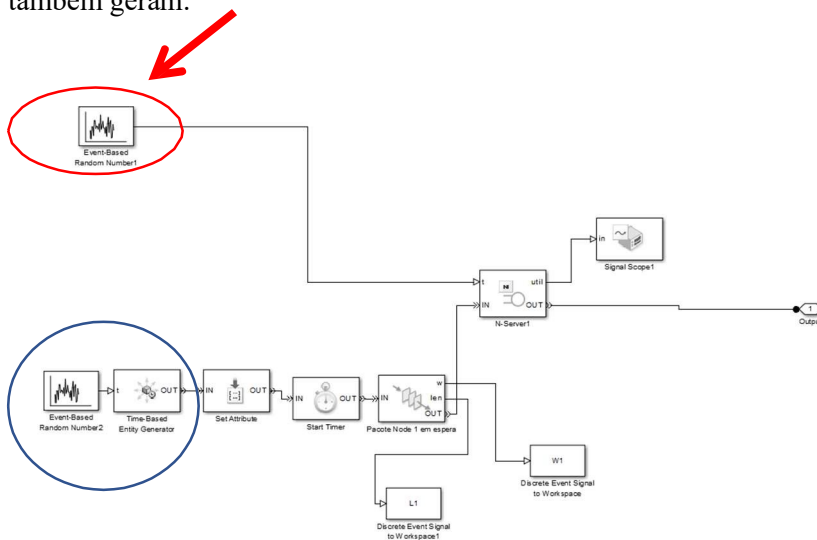 também geram.
Event-Based
Random Number1
in
Signal Scope1
t
util
N
IN
OUT
N-Server1
1
Outpu
t
OUT
IN
OUT
IN
OUT
IN
w
len
OUT
Event-Based
Random Number2
Time-Based
Entity Generator
Set Attribute
Start Timer
Pacote Node 1 em espera
W1
Discrete Event Signal
to Workspace
L1
Discrete Event Signal
to Workspace1